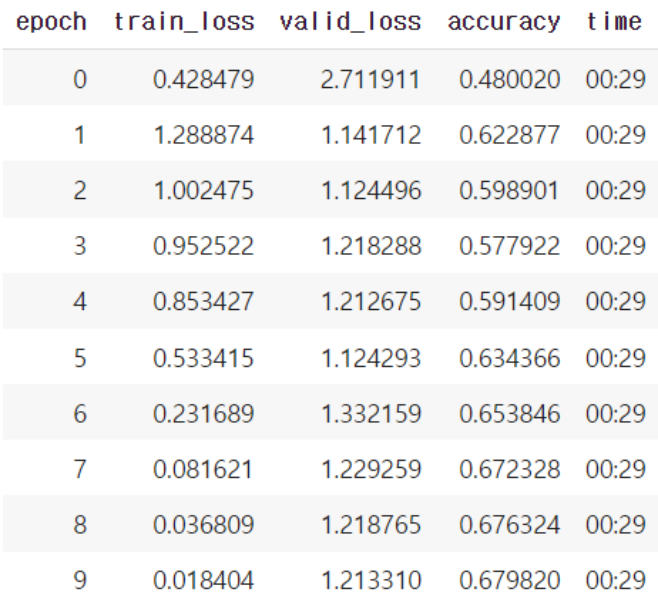 epoch train_loss valid_loss accuracy time
0 0.428479 2.711911 0.480020 00:29
1 1.288874 1.141712 0.622877 00:29
2 1.002475 1.124496 0.598901 00:29
3 0.952522 1.218288 0.577922 00:29
4 0.853427 1.212675 0.591409 00:29
5 0.533415 1.124293 0.634366 00:29
6 0.231689 1.332159 0.653846 00:29
7 0.081621 1.229259 0.672328 00:29
8 0.036809 1.218765 0.676324 00:29
9 0.018404 1.213310 0.679820 00:29